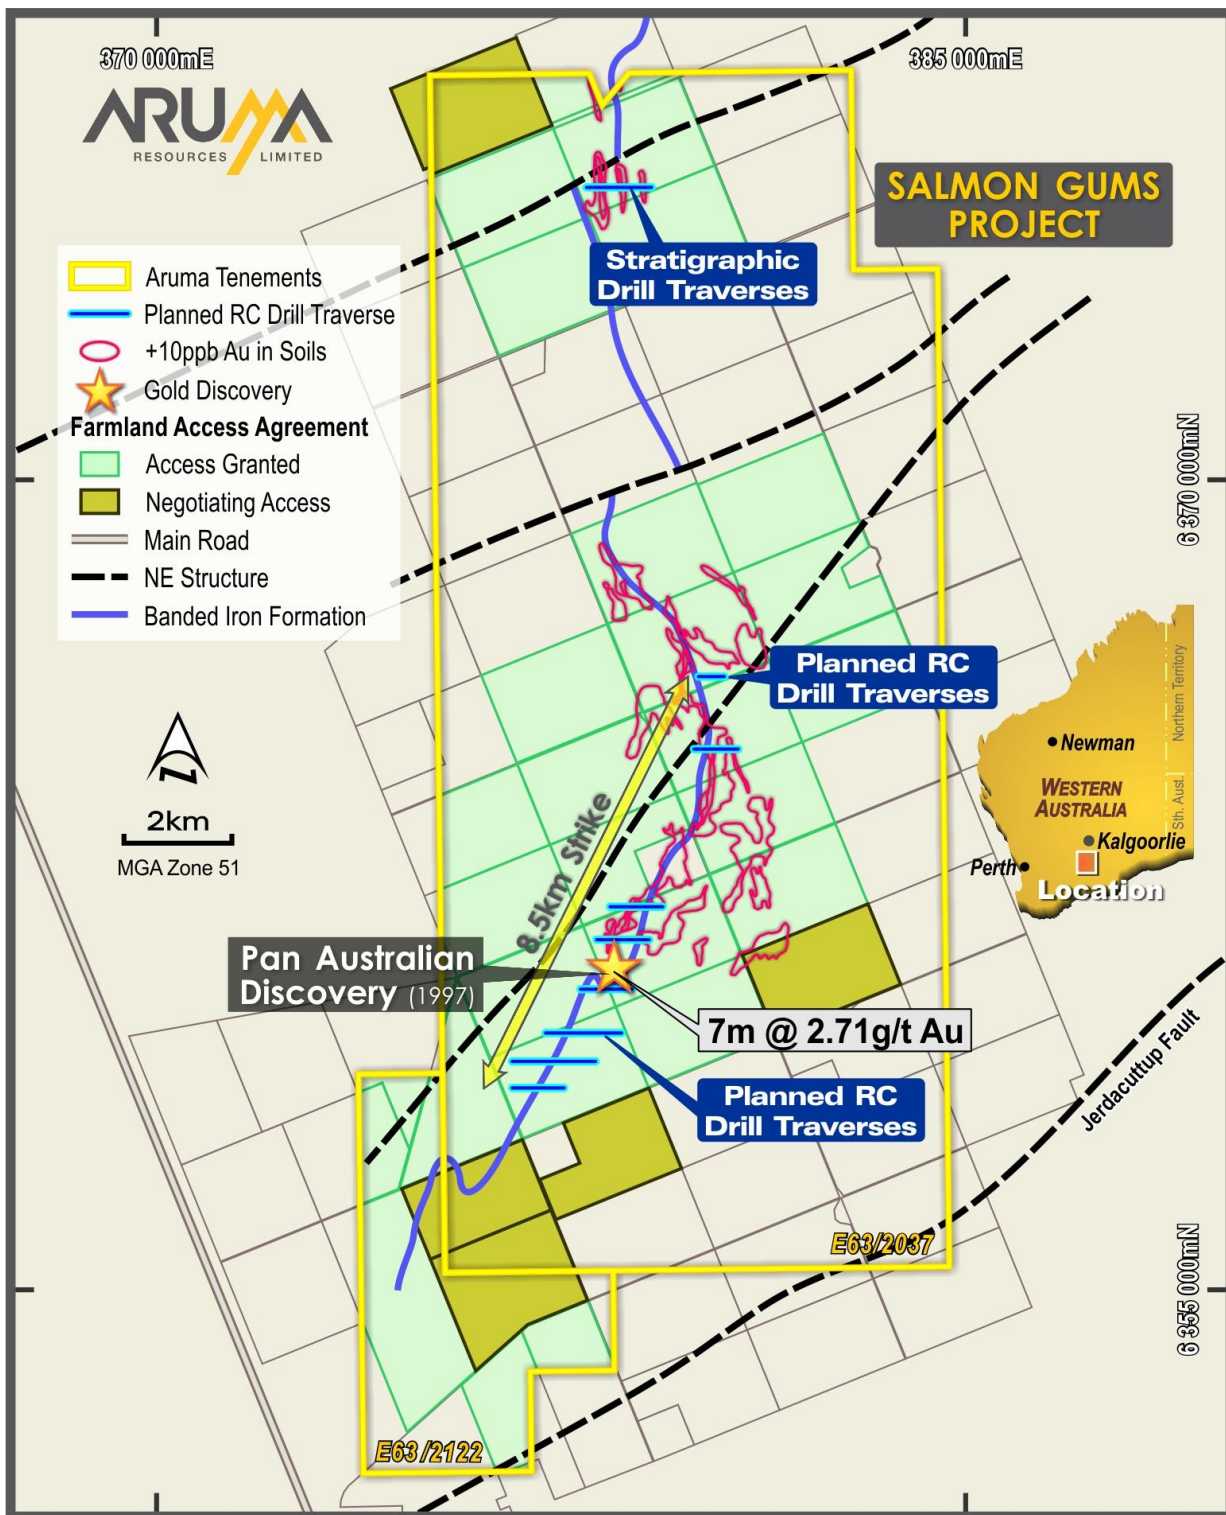 370 000mE
385 000mE
ARUMA
RESOURCES LIMITED
SALMON GUMS
PROJECT
Stratigraphic
Drill Traverses
Aruma Tenements
Planned RC Drill Traverse
+10ppb Au in Soils
Gold Discovery
Farmland Access Agreement
Access Granted
Negotiating Access
Main Road
NE Structure
Banded Iron Formation
6 370 000mN
Planned RC
Drill Traverses
N
2km
MGA Zone 51
8.5km Strike
Northern Territory
Newman
WESTERN
AUSTRALIA
Sth. Aust.
Kalgoorlie
Perth
Location
Pan Australian
Discovery (1997)
7m @ 2.71g/t Au
Planned RC
Drill Traverses
Jerdacuttup Fault
E63/2037
6 355 000mN
E63/2122